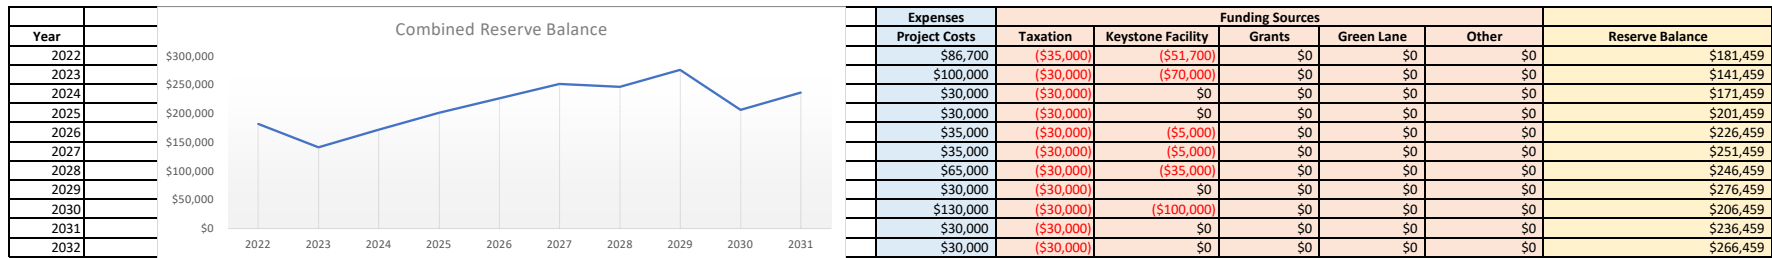 Combined Reserve Balance
$300,000
$250,000
$200,000
$150,000
$100,000
$50,000
$0
2022 2023 2024 2025 2026 2027 2028 2029 2030 2031
Expenses Funding Sources
Year Project Costs Taxation Keystone Facility Grants Green Lane Other Reserve Balance
2022 $86,700 ($35,000) ($51,700) $0 $0 $0 $181,459
2023 $100,000 ($30,000) ($70,000) $0 $0 $0 $141,459
2024 $30,000 ($30,000) $0 $0 $0 $0 $171,459
2025 $30,000 ($30,000) $0 $0 $0 $0 $201,459
2026 $35,000 ($30,000) ($5,000) $0 $0 $0 $226,459
2027 $35,000 ($30,000) ($5,000) $0 $0 $0 $251,459
2028 $65,000 ($30,000) ($35,000) $0 $0 $0 $246,459
2029 $30,000 ($30,000) $0 $0 $0 $0 $276,459
2030 $130,000 ($30,000) ($100,000) $0 $0 $0 $206,459
2031 $30,000 ($30,000) $0 $0 $0 $0 $236,459
2032 $30,000 ($30,000) $0 $0 $0 $0 $266,459